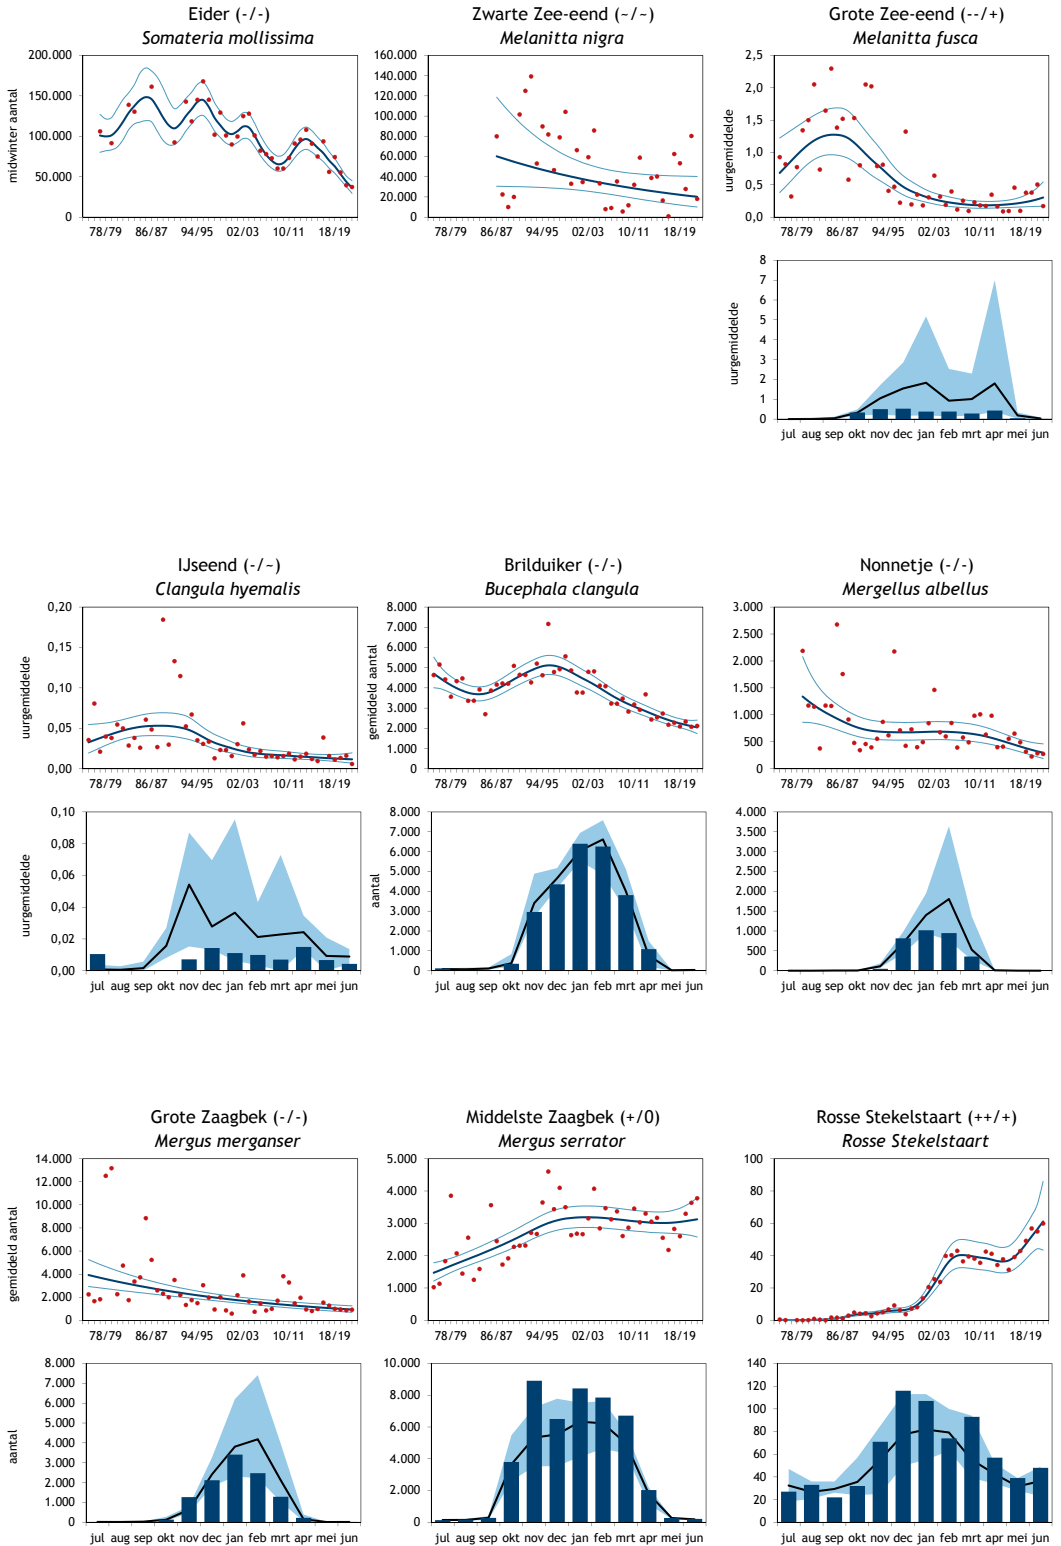 Eider (-/-)
Somateria mollissima
midwinter aantal
200.000
150.000
100.000
50.000
0
78/79 86/87 94/95 02/03 10/11 18/19
Zwarte Zee-eend (~/~)
Melanitta nigra
160.000
140.000
120.000
100.000
80.000
60.000
40.000
20.000
0
78/79 86/87 94/95 02/03 10/11 18/19
Grote Zee-eend (--/+)
Melanitta fusca
uurgemiddelde
2,5
2,0
1,5
1,0
0,5
0,0
78/79 86/87 94/95 02/03 10/11 18/19
uurgemiddelde
8
7
6
5
4
3
2
1
0
jul aug sep okt nov dec jan feb mrt apr mei jun
IJseend (-/~)
Clangula hyemalis
uurgemiddelde
0,20
0,15
0,10
0,05
0,00
78/79 86/87 94/95 02/03 10/11 18/19
uurgemiddelde
0,10
0,08
0,06
0,04
0,02
0,00
jul aug sep okt nov dec jan feb mrt apr mei jun
Brilduiker (-/-)
Bucephala clangula
gemiddeld aantal
8.000
7.000
6.000
5.000
4.000
3.000
2.000
1.000
0
78/79 86/87 94/95 02/03 10/11 18/19
aantal
8.000
7.000
6.000
5.000
4.000
3.000
2.000
1.000
0
jul aug sep okt nov dec jan feb mrt apr mei jun
Nonnetje (-/-)
Mergellus albellus
3.000
2.500
2.000
1.500
1.000
500
0
78/79 86/87 94/95 02/03 10/11 18/19
4.000
3.500
3.000
2.500
2.000
1.500
1.000
500
0
jul aug sep okt nov dec jan feb mrt apr mei jun
Grote Zaagbek (-/-)
Mergus merganser
gemiddeld aantal
14.000
12.000
10.000
8.000
6.000
4.000
2.000
0
78/79 86/87 94/95 02/03 10/11 18/19
aantal
8.000
7.000
6.000
5.000
4.000
3.000
2.000
1.000
0
jul aug sep okt nov dec jan feb mrt apr mei jun
Middelste Zaagbek (+/0)
Mergus serrator
5.000
4.000
3.000
2.000
1.000
0
78/79 86/87 94/95 02/03 10/11 18/19
10.000
8.000
6.000
4.000
2.000
0
jul aug sep okt nov dec jan feb mrt apr mei jun
Rosse Stekelstaart (++/+)
Rosse Stekelstaart
100
80
60
40
20
0
78/79 86/87 94/95 02/03 10/11 18/19
140
120
100
80
60
40
20
0
jul aug sep okt nov dec jan feb mrt apr mei jun